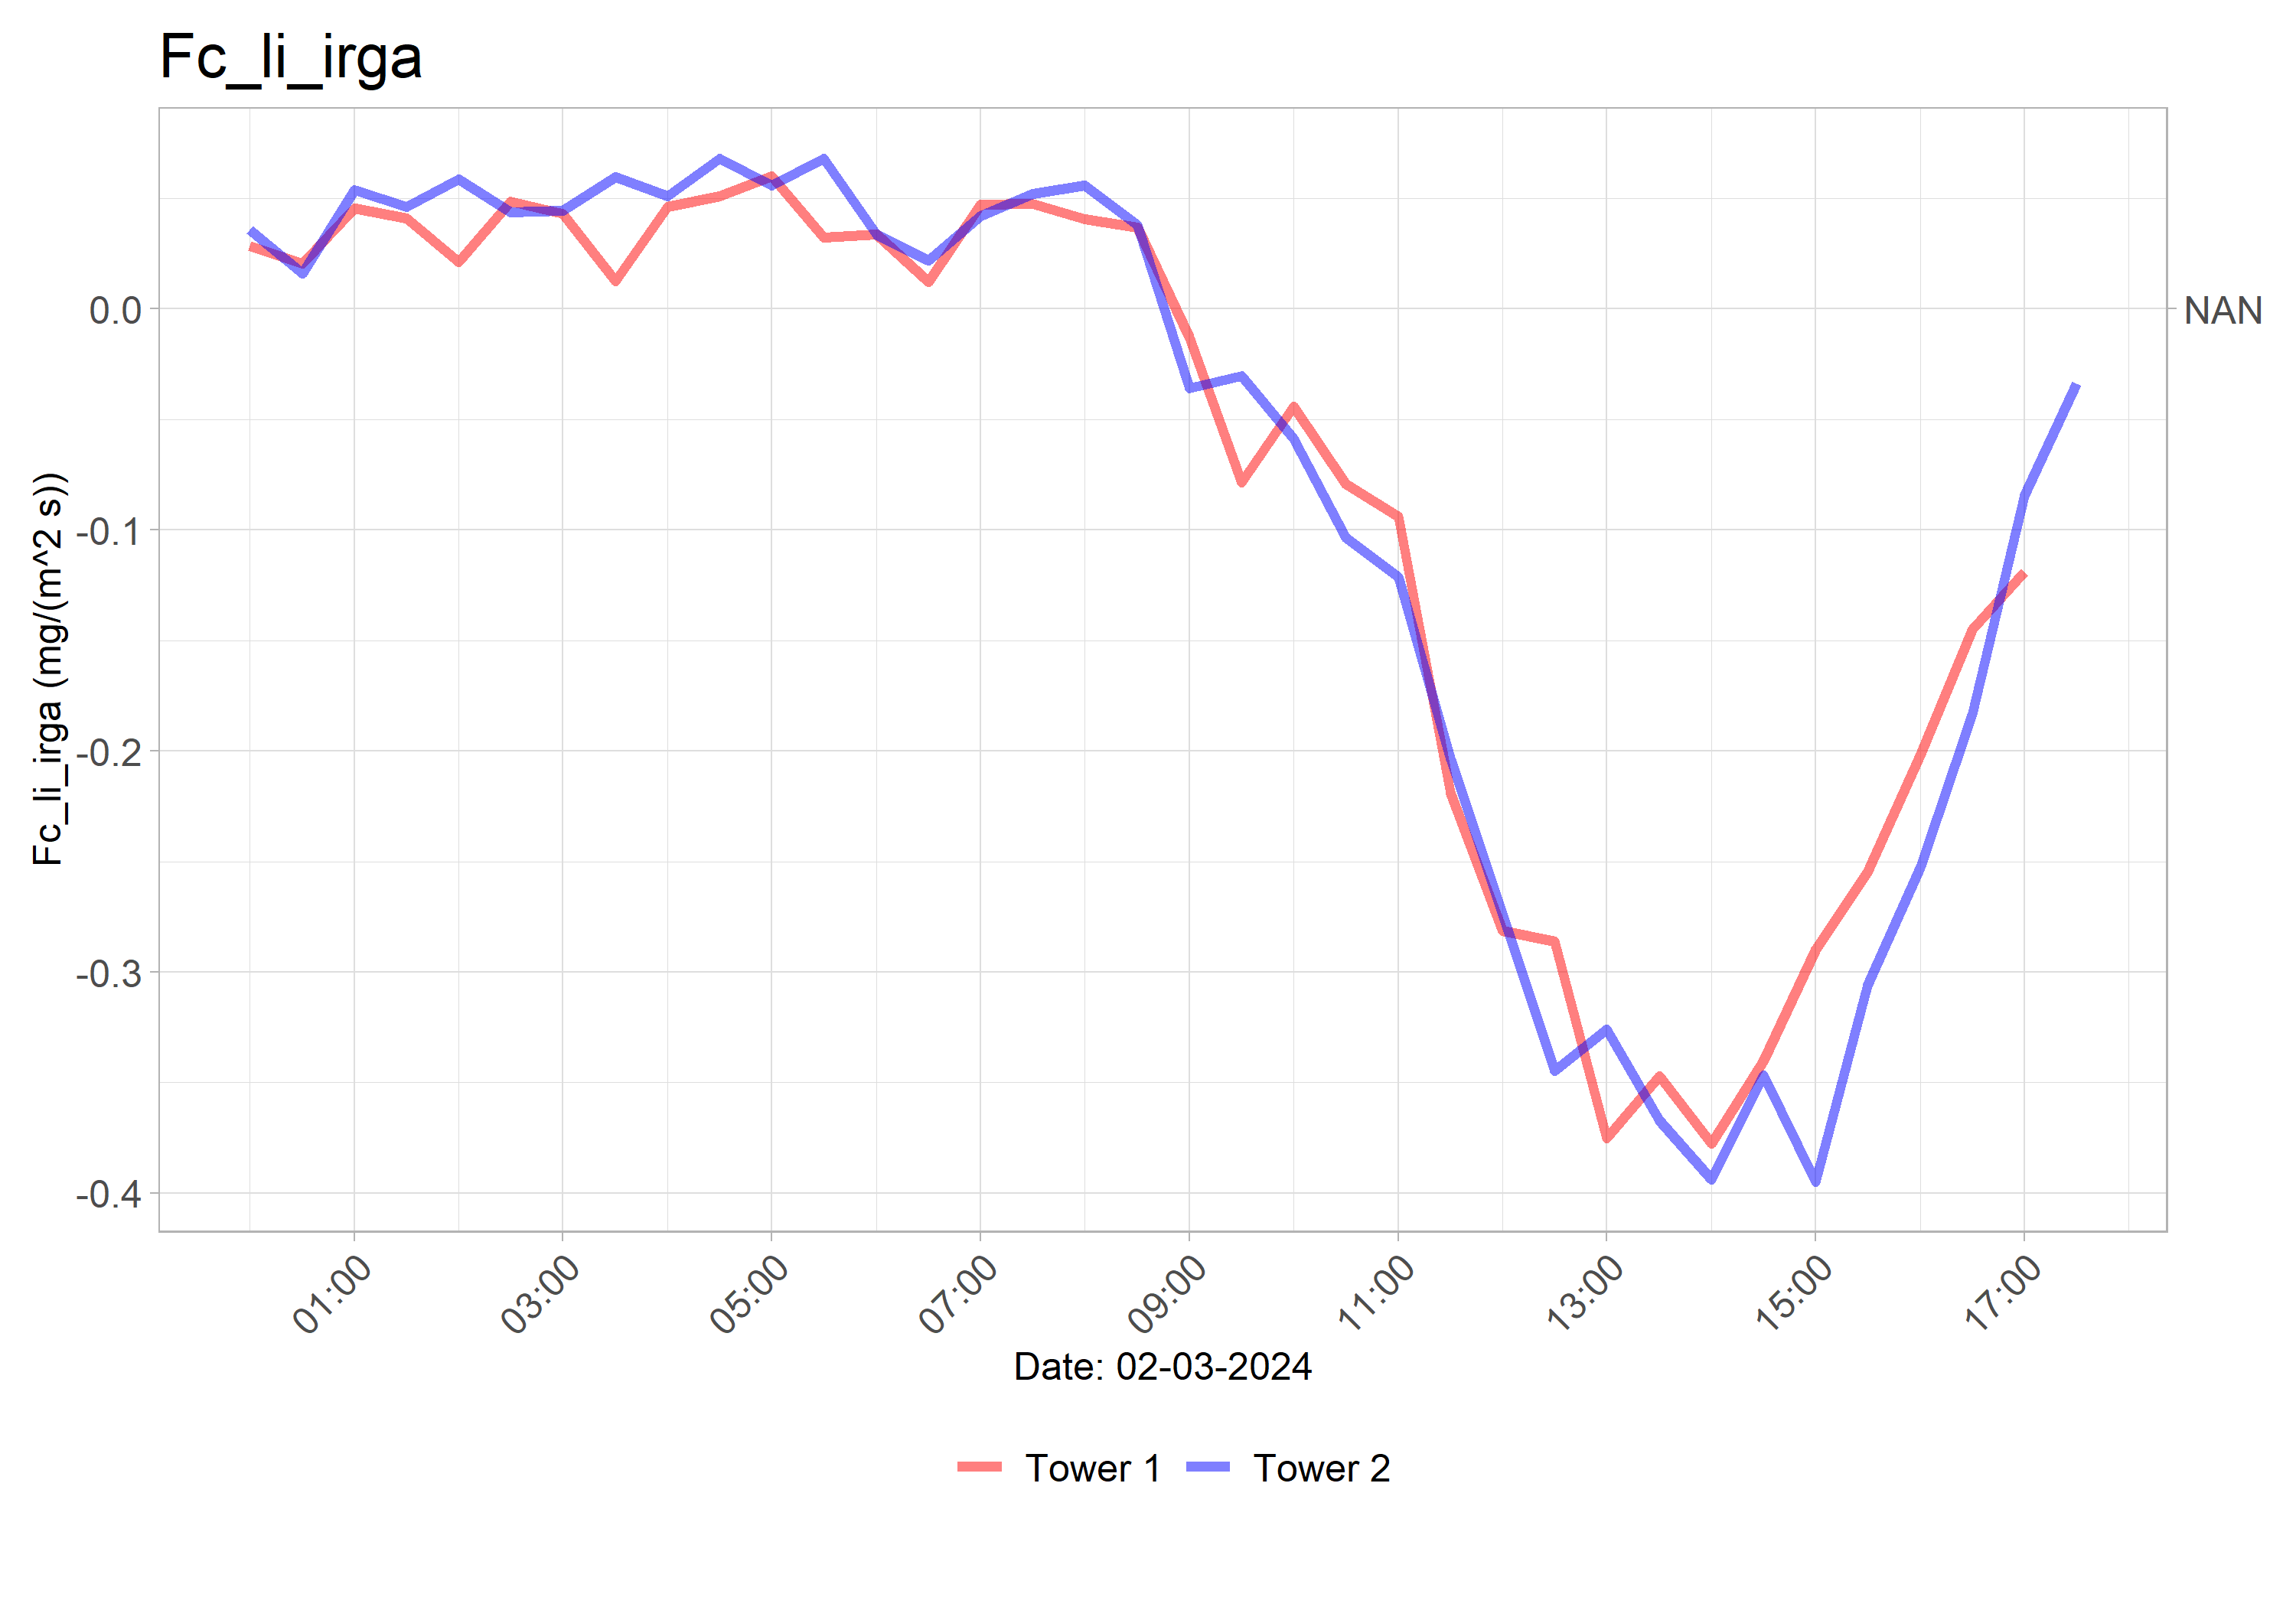 Fc_li_irga
Fc_li_irga (mg/(m^2 s))
0.0
-0.1
-0.2
-0.3
-0.4
NAN
01:00
03:00
05:00
07:00
09:00
11:00
13:00
15:00
17:00
Date: 02-03-2024
Tower 1
Tower 2